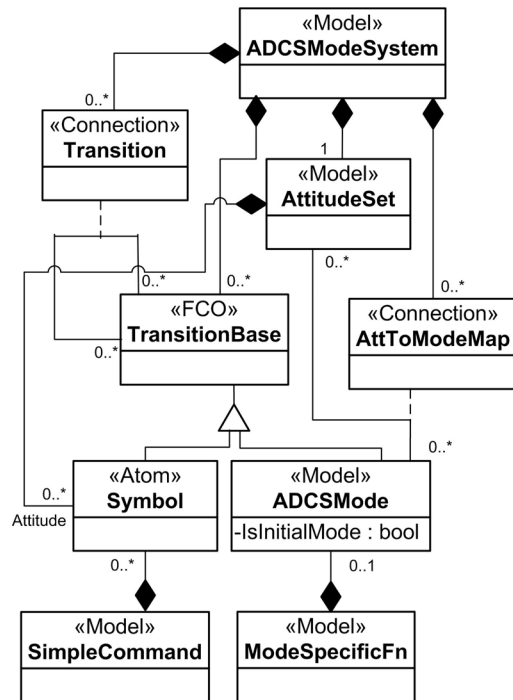 «Model»
ADCSModeSystem
0..*
«Connection»
Transition
1
«Model»
AttitudeSet
0..*
0..*
0..*
0..*
«FCO»
TransitionBase
0..*
«Connection»
AttToModeMap
0..*
0..*
Attitude
«Atom»
Symbol
«Model»
ADCSMode
-IsInitialMode : bool
0..*
0..1
«Model»
SimpleCommand
«Model»
ModeSpecificFn